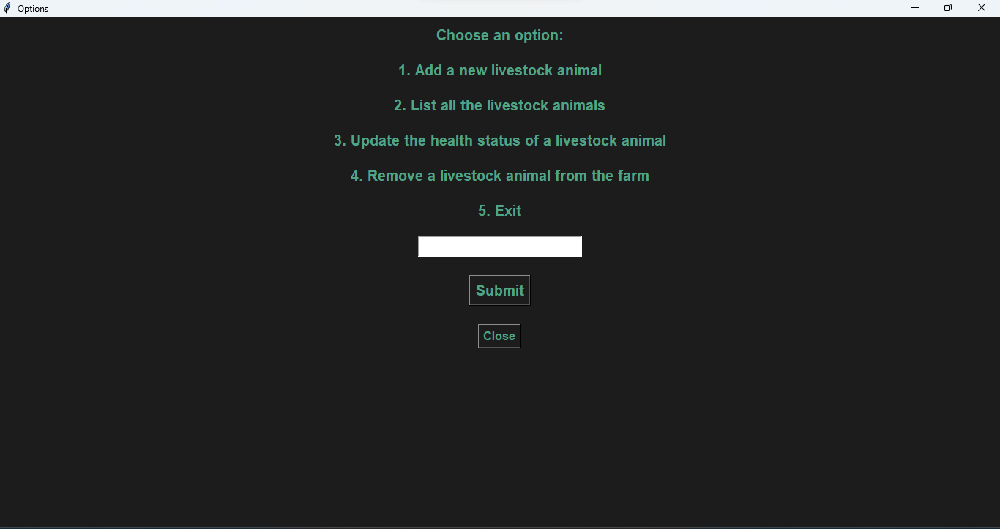 Options
Choose an option:
1. Add a new livestock animal
2. List all the livestock animals
3. Update the health status of a livestock animal
4. Remove a livestock animal from the farm
5. Exit
Submit
Close